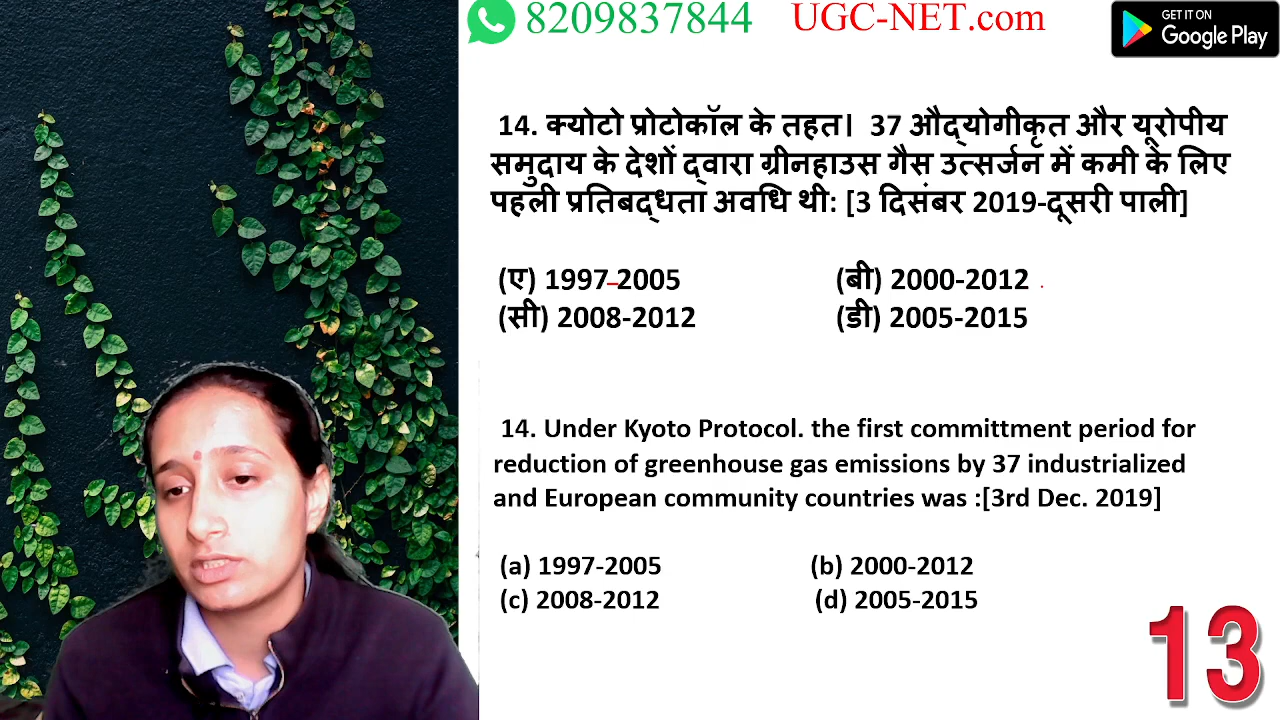 8209837844 UGC-NET.com
GET IT ON
Google Play
14. क्योटो प्रोटोकॉल के तहत। 37 औद्योगीकृत और यूरोपीय
समुदाय के देशों द्वारा ग्रीनहाउस गैस उत्सर्जन में कमी के लिए
पहली प्रतिबद्धता अवधि थी: [3 दिसंबर 2019-दूसरी पाली]
(ए) 1997-2005 (बी) 2000-2012
(सी) 2008-2012 (डी) 2005-2015
14. Under Kyoto Protocol. the first committment period for
reduction of greenhouse gas emissions by 37 industrialized
and European community countries was :[3rd Dec. 2019]
(a) 1997-2005 (b) 2000-2012
(c) 2008-2012 (d) 2005-2015
13